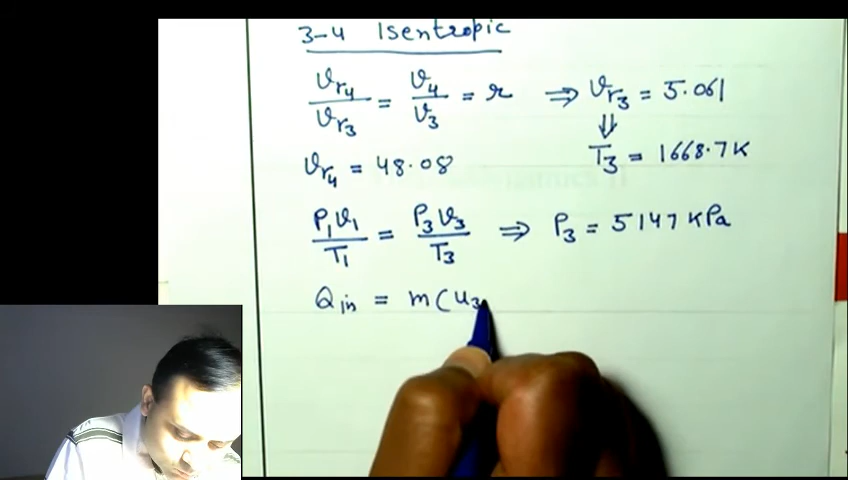 3-4 Isentropic
𝑣r4/𝑣r3 = 𝑣4/𝑣3 = r ⇒ 𝑣r3 = 5.061
⇓
𝑣r4 = 48.08 T3 = 1668.7 K
P1𝑣1/T1 = P3𝑣3/T3 ⇒ P3 = 5147 KPa
Qin = m(u3